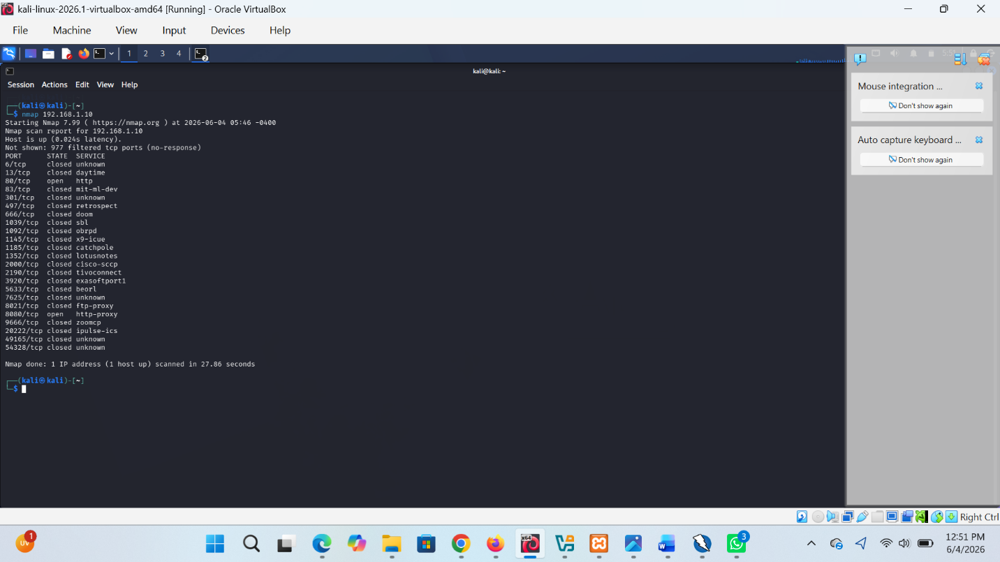 kali-linux-2026.1-virtualbox-amd64 [Running] - Oracle VirtualBox
File Machine View Input Devices Help
1 2 3 4
2
kali@kali: ~
Session Actions Edit View Help
┌──(kali㉿kali)-[~]
└─$ nmap 192.168.1.10
Starting Nmap 7.99 ( https://nmap.org ) at 2026-06-04 05:46 -0400
Nmap scan report for 192.168.1.10
Host is up (0.024s latency).
Not shown: 977 filtered tcp ports (no-response)
PORT STATE SERVICE
6/tcp closed unknown
13/tcp closed daytime
80/tcp open http
83/tcp closed mit-ml-dev
301/tcp closed unknown
497/tcp closed retrospect
666/tcp closed doom
1039/tcp closed sbl
1092/tcp closed obrpd
1145/tcp closed x9-icue
1185/tcp closed catchpole
1352/tcp closed lotusnotes
2000/tcp closed cisco-sccp
2190/tcp closed tivoconnect
3920/tcp closed exasoftport1
5633/tcp closed beorl
7625/tcp closed unknown
8021/tcp closed ftp-proxy
8080/tcp open http-proxy
9666/tcp closed zoomcp
20222/tcp closed ipulse-ics
49165/tcp closed unknown
54328/tcp closed unknown
Nmap done: 1 IP address (1 host up) scanned in 27.86 seconds
┌──(kali㉿kali)-[~]
└─$
Mouse integration ...
Don't show again
Auto capture keyboard ...
Don't show again
Right Ctrl
UV
1
X64
3
12:51 PM
6/4/2026